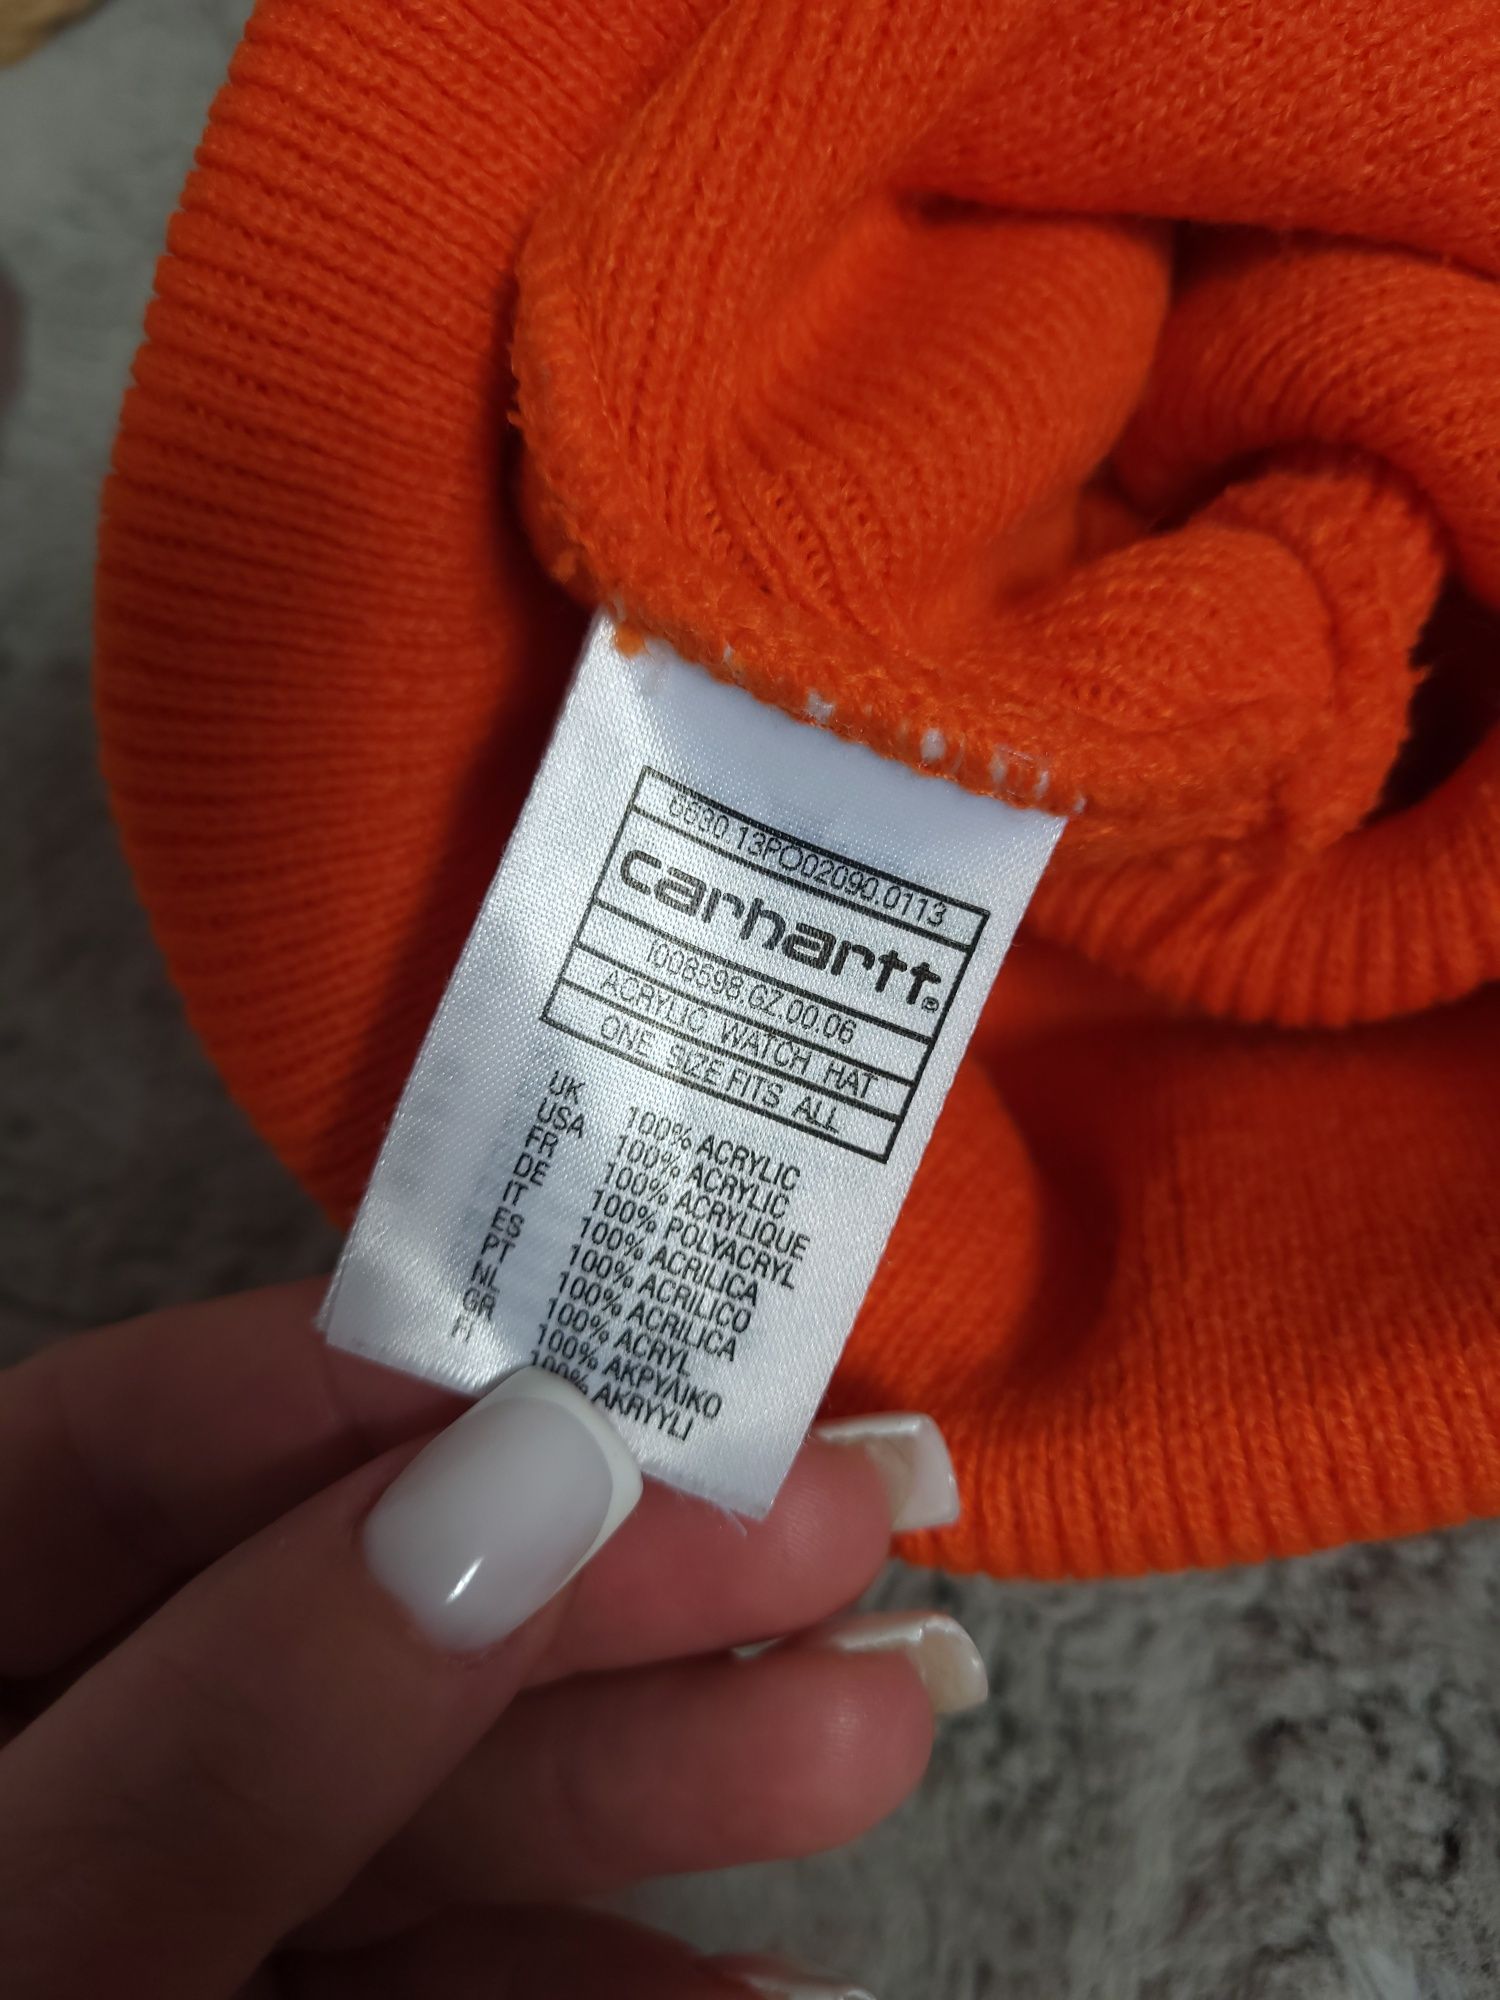 6680.13PO02090.0113
carhartt®
I008598.GZ.00.06
ACRYLIC WATCH HAT
ONE SIZE FITS ALL
UK 100% ACRYLIC
USA 100% ACRYLIC
FR 100% ACRYLIQUE
DE 100% POLYACRYL
IT 100% ACRILICA
ES 100% ACRILICO
PT 100% ACRILICA
NL 100% ACRYL
GR 100% ΑΚΡΥΛΙΚΟ
FI 100% AKRYYLI